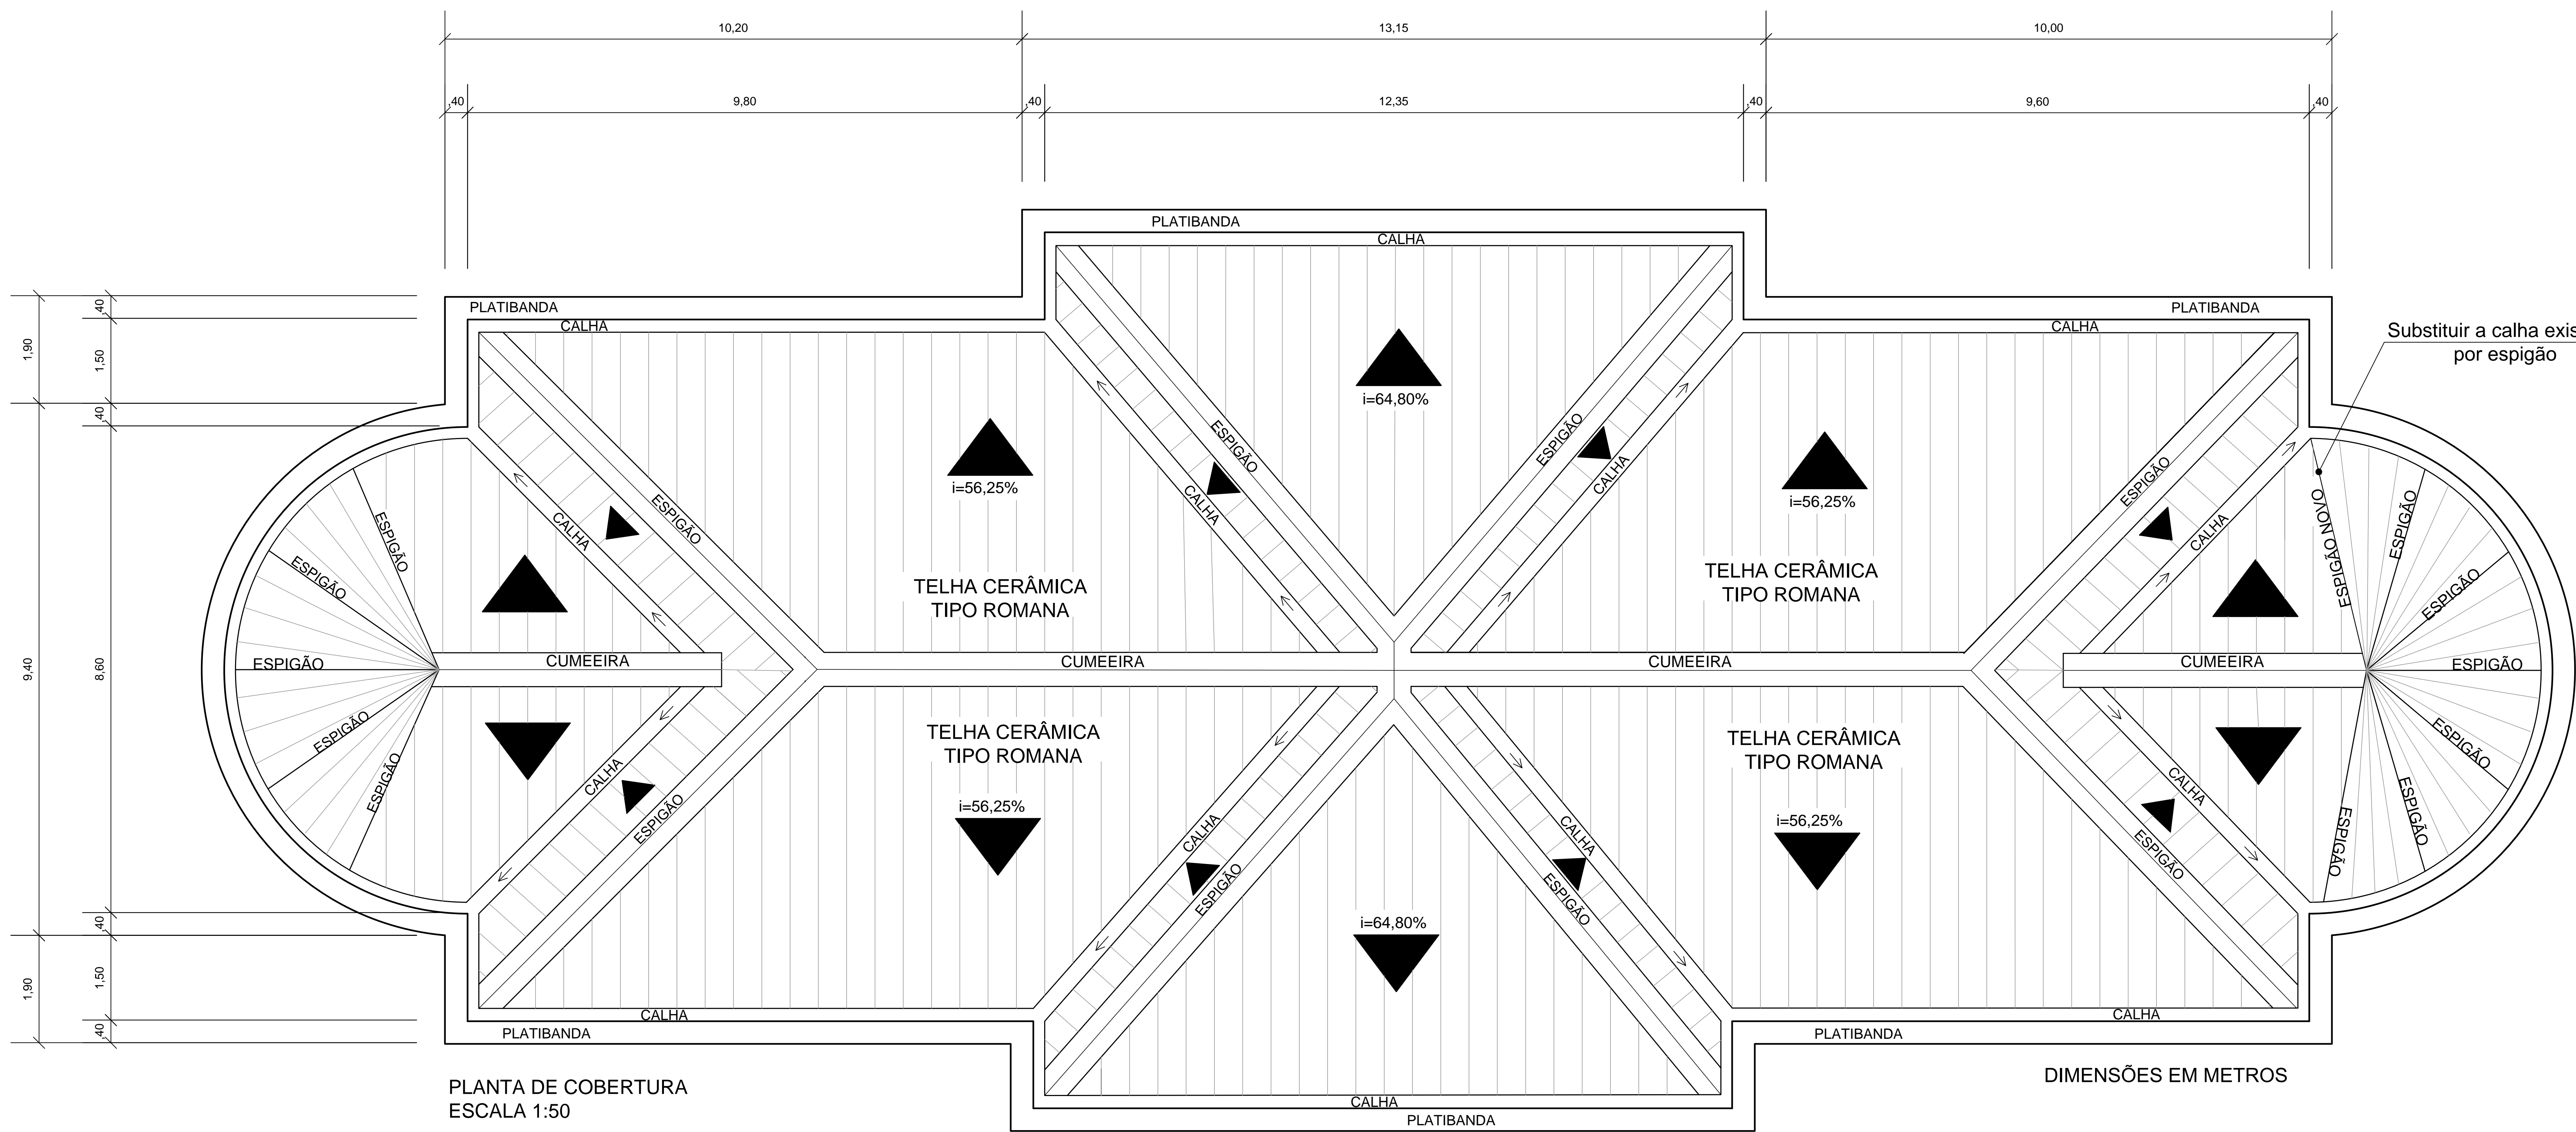 10,20
13,15
10,00
,40
9,80
,40
12,35
,40
9,60
,40
PLATIBANDA
CALHA
PLATIBANDA
PLATIBANDA
CALHA
CALHA
,40
1,90
1,50
,40
9,40
8,60
,40
1,90
1,50
,40
Substituir a calha exis
por espigão
i=64,80%
ESPIGÃO
ESPIGÃO
CALHA
CALHA
i=56,25%
i=56,25%
ESPIGÃO
CALHA
ESPIGÃO
CALHA
ESPIGÃO
ESPIGÃO
ESPIGÃO NOVO
ESPIGÃO
ESPIGÃO
TELHA CERÂMICA
TIPO ROMANA
TELHA CERÂMICA
TIPO ROMANA
ESPIGÃO
CUMEEIRA
CUMEEIRA
CUMEEIRA
CUMEEIRA
ESPIGÃO
ESPIGÃO
ESPIGÃO
TELHA CERÂMICA
TIPO ROMANA
TELHA CERÂMICA
TIPO ROMANA
ESPIGÃO
ESPIGÃO
ESPIGÃO
CALHA
ESPIGÃO
i=56,25%
i=56,25%
CALHA
ESPIGÃO
CALHA
ESPIGÃO
CALHA
ESPIGÃO
i=64,80%
CALHA
CALHA
PLATIBANDA
PLATIBANDA
CALHA
PLATIBANDA
PLANTA DE COBERTURA
ESCALA 1:50
DIMENSÕES EM METROS